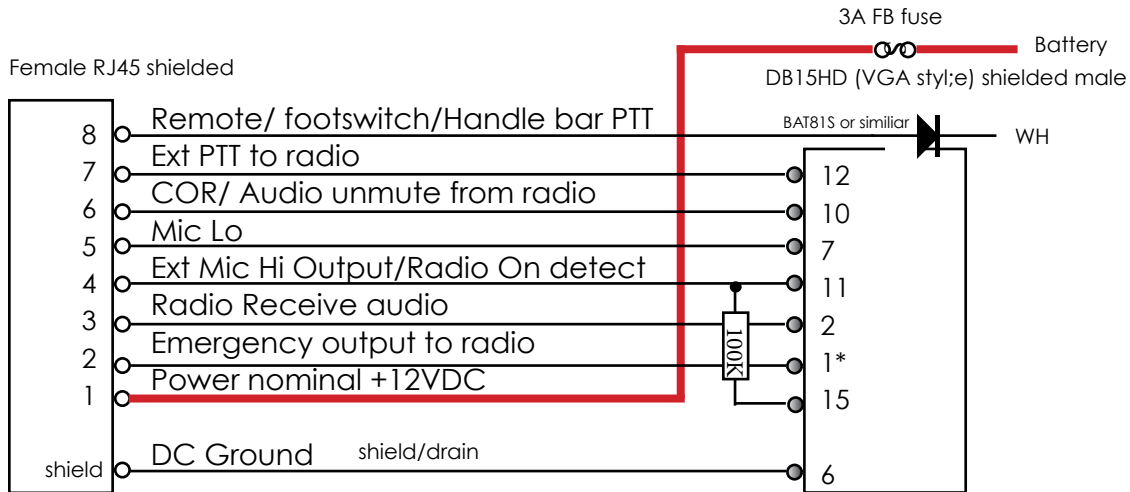 3A FB fuse
Battery
Female RJ45 shielded
DB15HD (VGA styl;e) shielded male
8 Remote/ footswitch/Handle bar PTT BAT81S or similiar WH
7 Ext PTT to radio 12
6 COR/ Audio unmute from radio 10
5 Mic Lo 7
4 Ext Mic Hi Output/Radio On detect 11
3 Radio Receive audio 2
100K
2 Emergency output to radio 1*
1 Power nominal +12VDC 15
shield DC Ground shield/drain 6